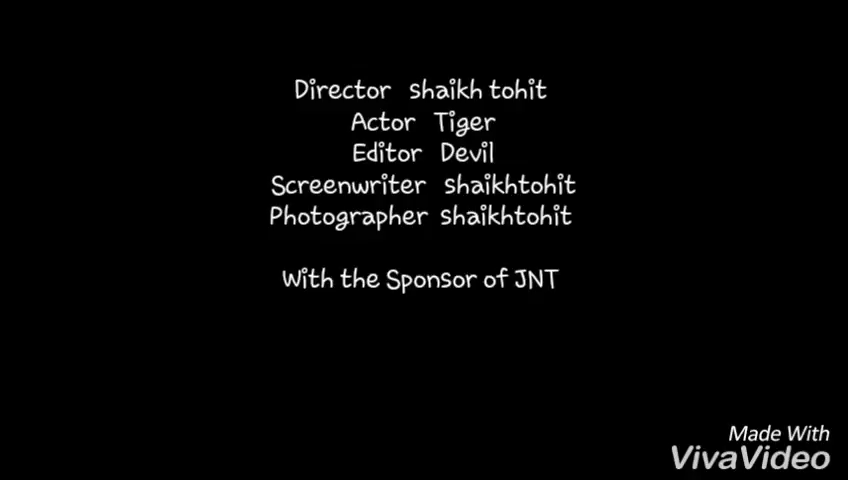 Director shaikh tohit
Actor Tiger
Editor Devil
Screenwriter shaikhtohit
Photographer shaikhtohit
With the Sponsor of JNT
Made With
VivaVideo